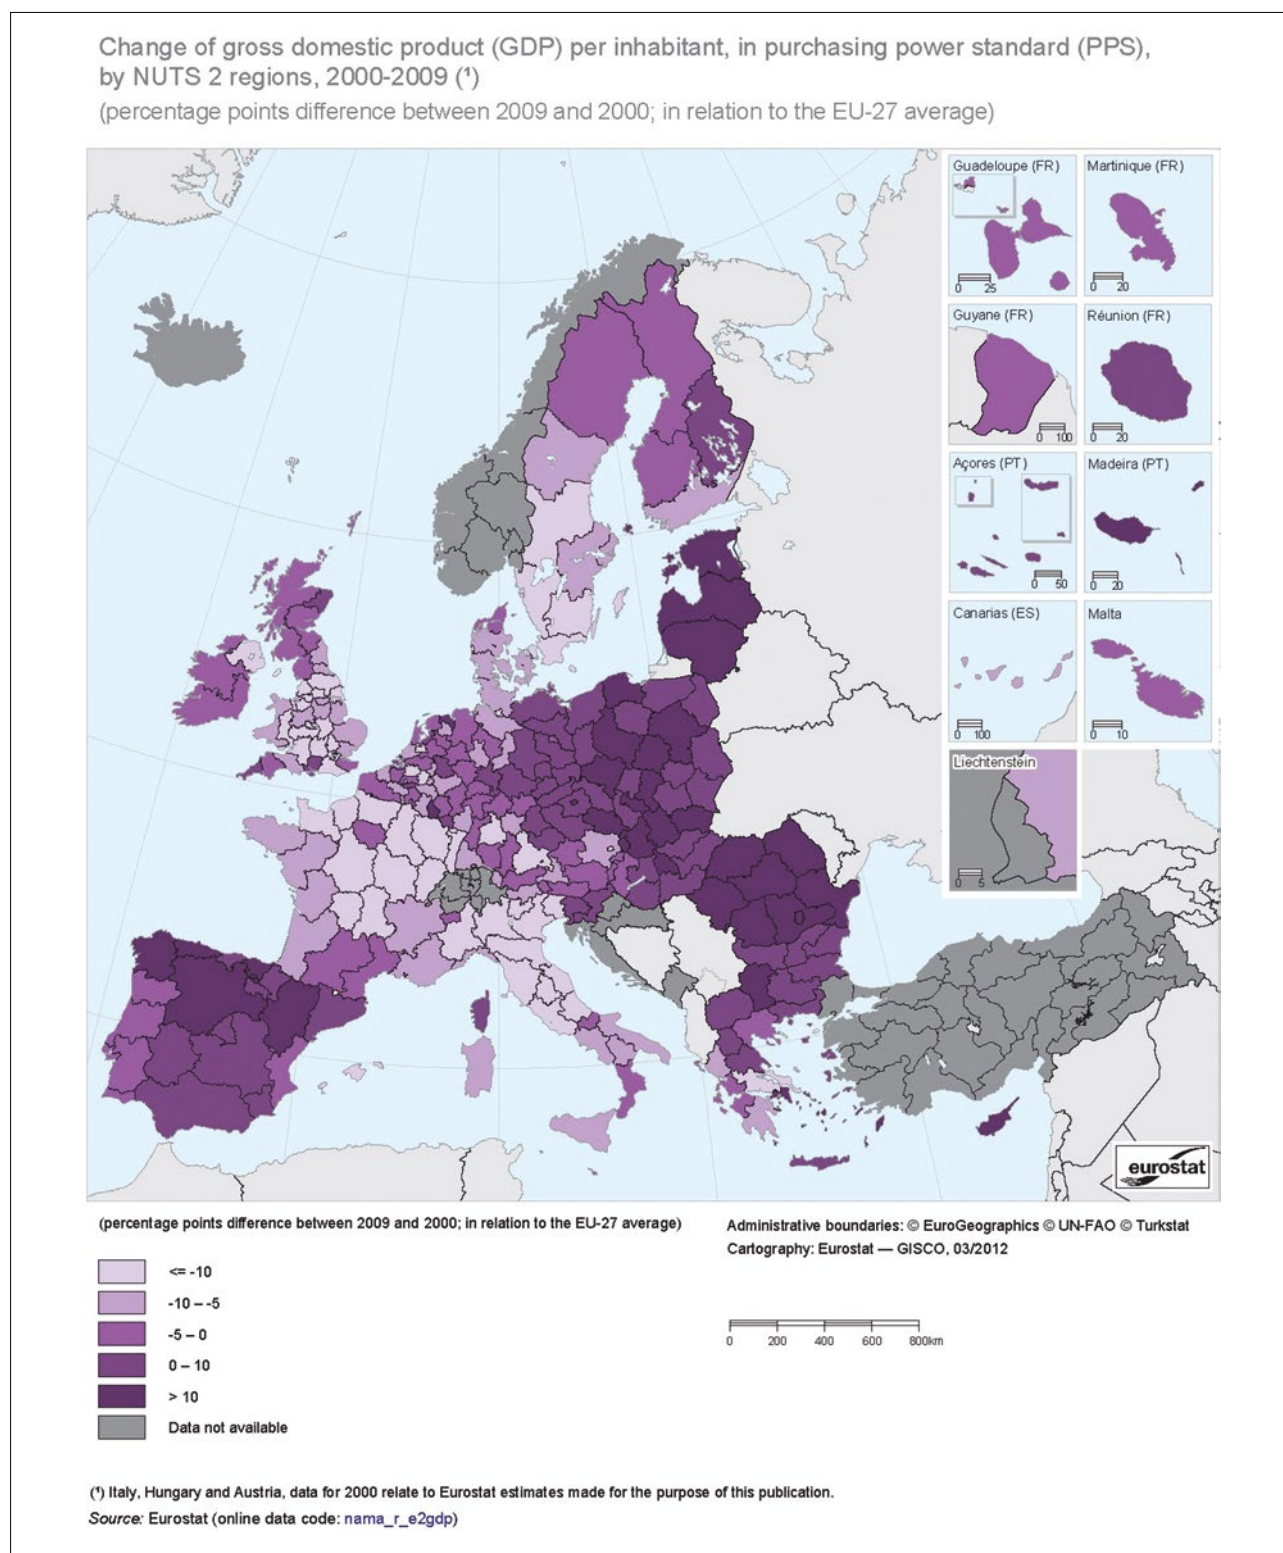 Change of gross domestic product (GDP) per inhabitant, in purchasing power standard (PPS),
by NUTS 2 regions, 2000-2009 (¹)
(percentage points difference between 2009 and 2000; in relation to the EU-27 average)
Guadeloupe (FR)
0 25
Martinique (FR)
0 20
Guyane (FR)
0 100
Réunion (FR)
0 20
Açores (PT)
0 50
Madeira (PT)
0 20
Canarias (ES)
0 100
Malta
0 10
Liechtenstein
0 5
eurostat
(percentage points difference between 2009 and 2000; in relation to the EU-27 average)
<= -10
-10 – -5
-5 – 0
0 – 10
> 10
Data not available
Administrative boundaries: © EuroGeographics © UN-FAO © Turkstat
Cartography: Eurostat — GISCO, 03/2012
0 200 400 600 800km
(¹) Italy, Hungary and Austria, data for 2000 relate to Eurostat estimates made for the purpose of this publication.
Source: Eurostat (online data code: nama_r_e2gdp)